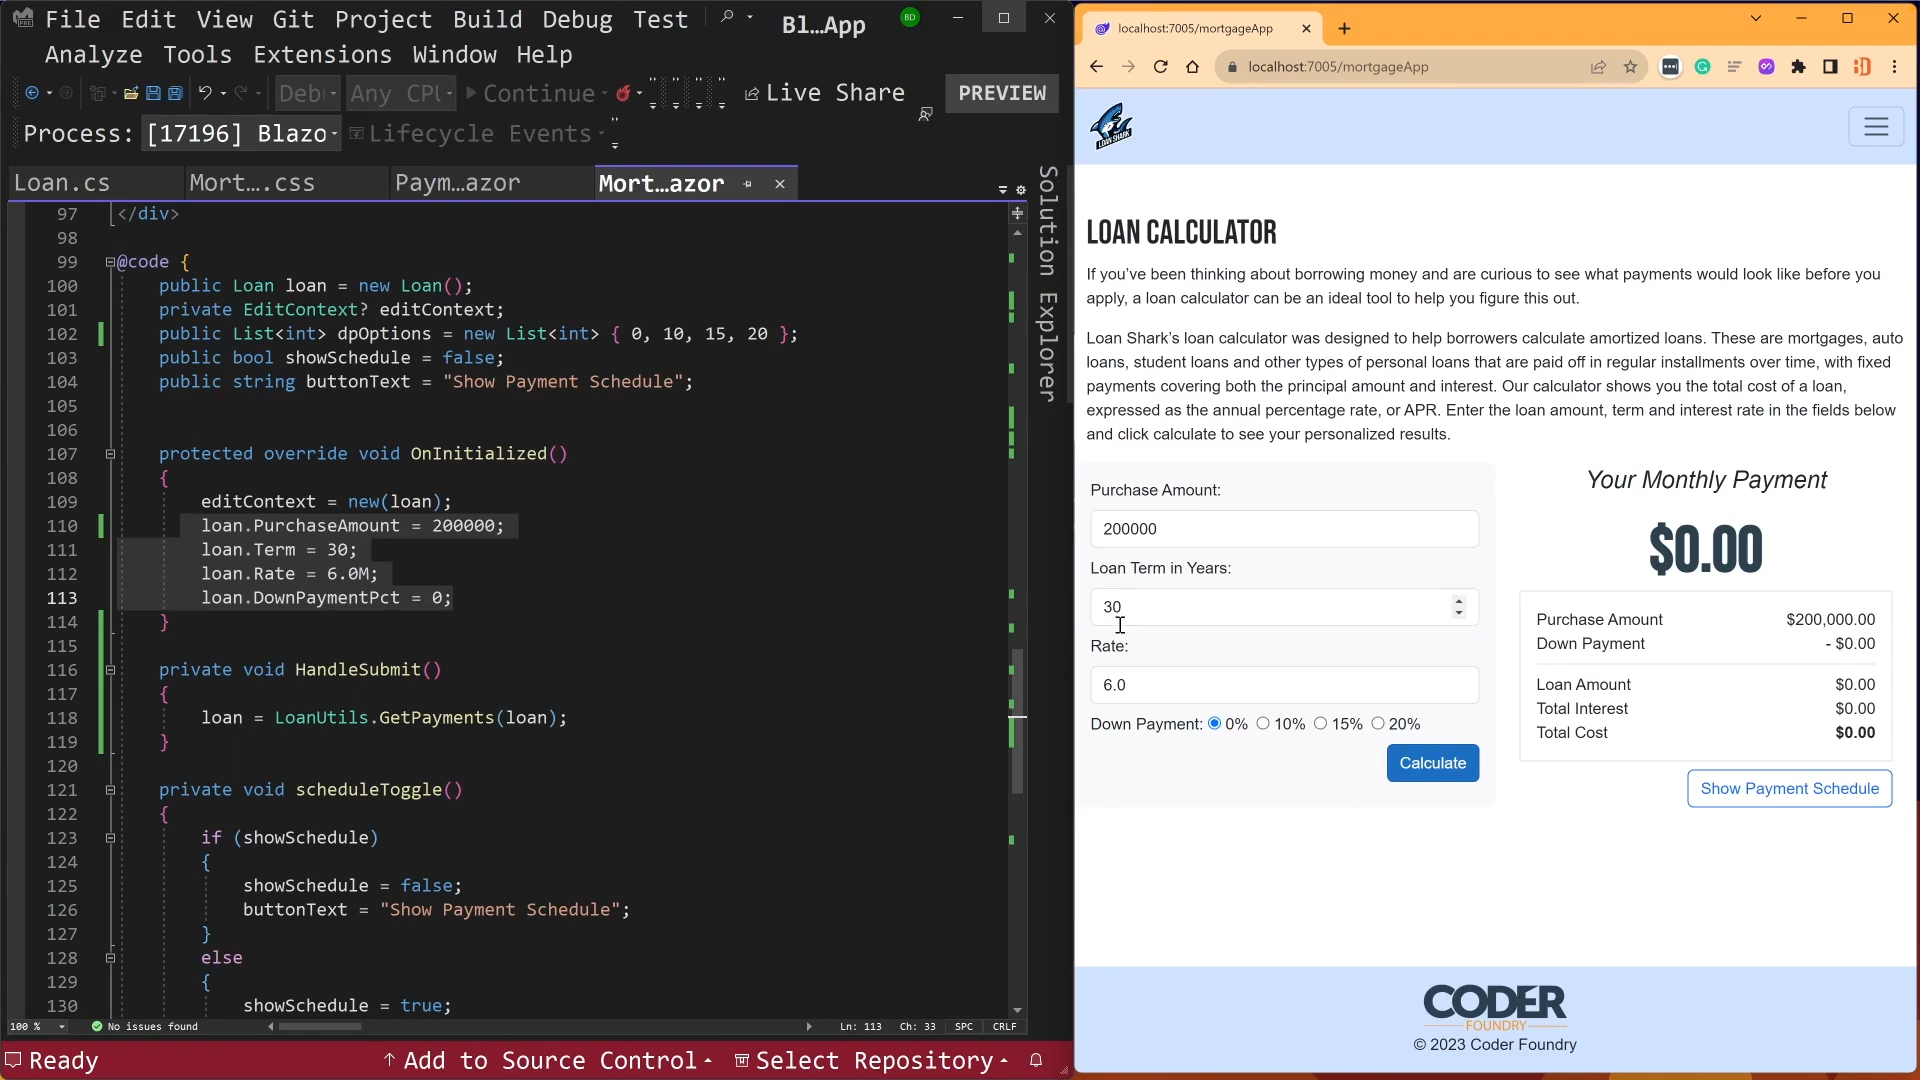 File Edit View Git Project Build Debug Test Bl...App BD
Analyze Tools Extensions Window Help
Deb Any CPU Continue Live Share PREVIEW
Process: [17196] Blazo Lifecycle Events
Loan.cs Mort....css Paym...azor Mort...azor
Solution Explorer
97 </div>
98
99 @code {
100 public Loan loan = new Loan();
101 private EditContext? editContext;
102 public List<int> dpOptions = new List<int> { 0, 10, 15, 20 };
103 public bool showSchedule = false;
104 public string buttonText = "Show Payment Schedule";
105
106
107 protected override void OnInitialized()
108 {
109 editContext = new(loan);
110 loan.PurchaseAmount = 200000;
111 loan.Term = 30;
112 loan.Rate = 6.0M;
113 loan.DownPaymentPct = 0;
114 }
115
116 private void HandleSubmit()
117 {
118 loan = LoanUtils.GetPayments(loan);
119 }
120
121 private void scheduleToggle()
122 {
123 if (showSchedule)
124 {
125 showSchedule = false;
126 buttonText = "Show Payment Schedule";
127 }
128 else
129 {
130 showSchedule = true;
100 % No issues found Ln: 113 Ch: 33 SPC CRLF
Ready Add to Source Control Select Repository
localhost:7005/mortgageApp
localhost:7005/mortgageApp
LOAN SHARK
LOAN CALCULATOR
If you've been thinking about borrowing money and are curious to see what payments would look like before you
apply, a loan calculator can be an ideal tool to help you figure this out.
Loan Shark's loan calculator was designed to help borrowers calculate amortized loans. These are mortgages, auto
loans, student loans and other types of personal loans that are paid off in regular installments over time, with fixed
payments covering both the principal amount and interest. Our calculator shows you the total cost of a loan,
expressed as the annual percentage rate, or APR. Enter the loan amount, term and interest rate in the fields below
and click calculate to see your personalized results.
Purchase Amount:
200000
Loan Term in Years:
30
Rate:
6.0
Down Payment: 0% 10% 15% 20%
Calculate
Your Monthly Payment
$0.00
Purchase Amount $200,000.00
Down Payment - $0.00
Loan Amount $0.00
Total Interest $0.00
Total Cost $0.00
Show Payment Schedule
CODER
FOUNDRY
© 2023 Coder Foundry